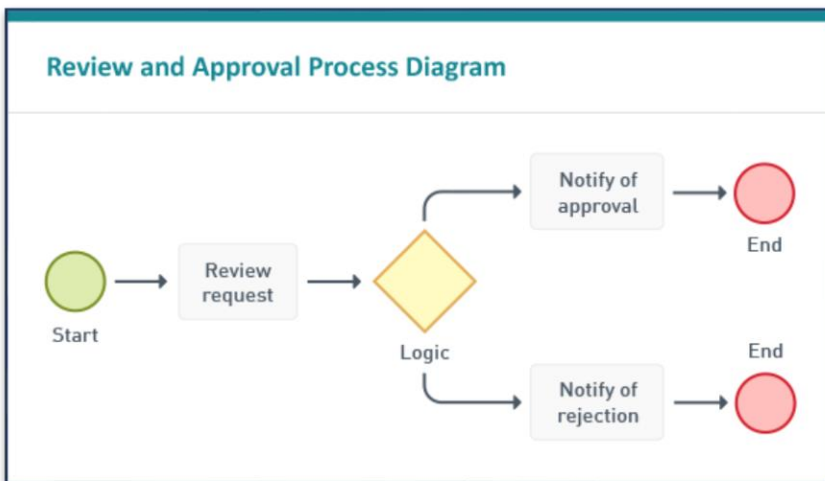 Review and Approval Process Diagram
Notify of
approval
End
Review
request
Start
Logic
End
Notify of
rejection